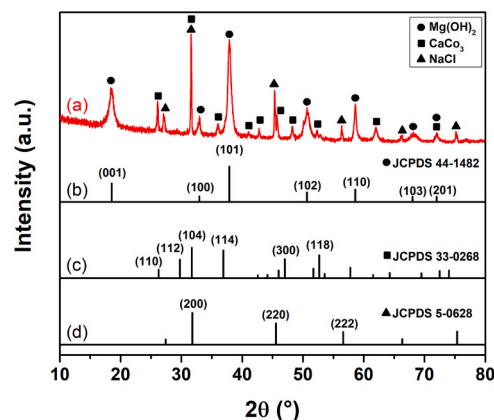 Mg(OH)2
CaCo3
NaCl
(a)
JCPDS 44-1482
(101)
(001)
(100)
(102)
(110)
(103)
(201)
(b)
JCPDS 33-0268
(110)
(112)
(104)
(114)
(300)
(118)
(c)
JCPDS 5-0628
(200)
(220)
(222)
(d)
10 20 30 40 50 60 70 80
2θ (°)
Intensity (a.u.)